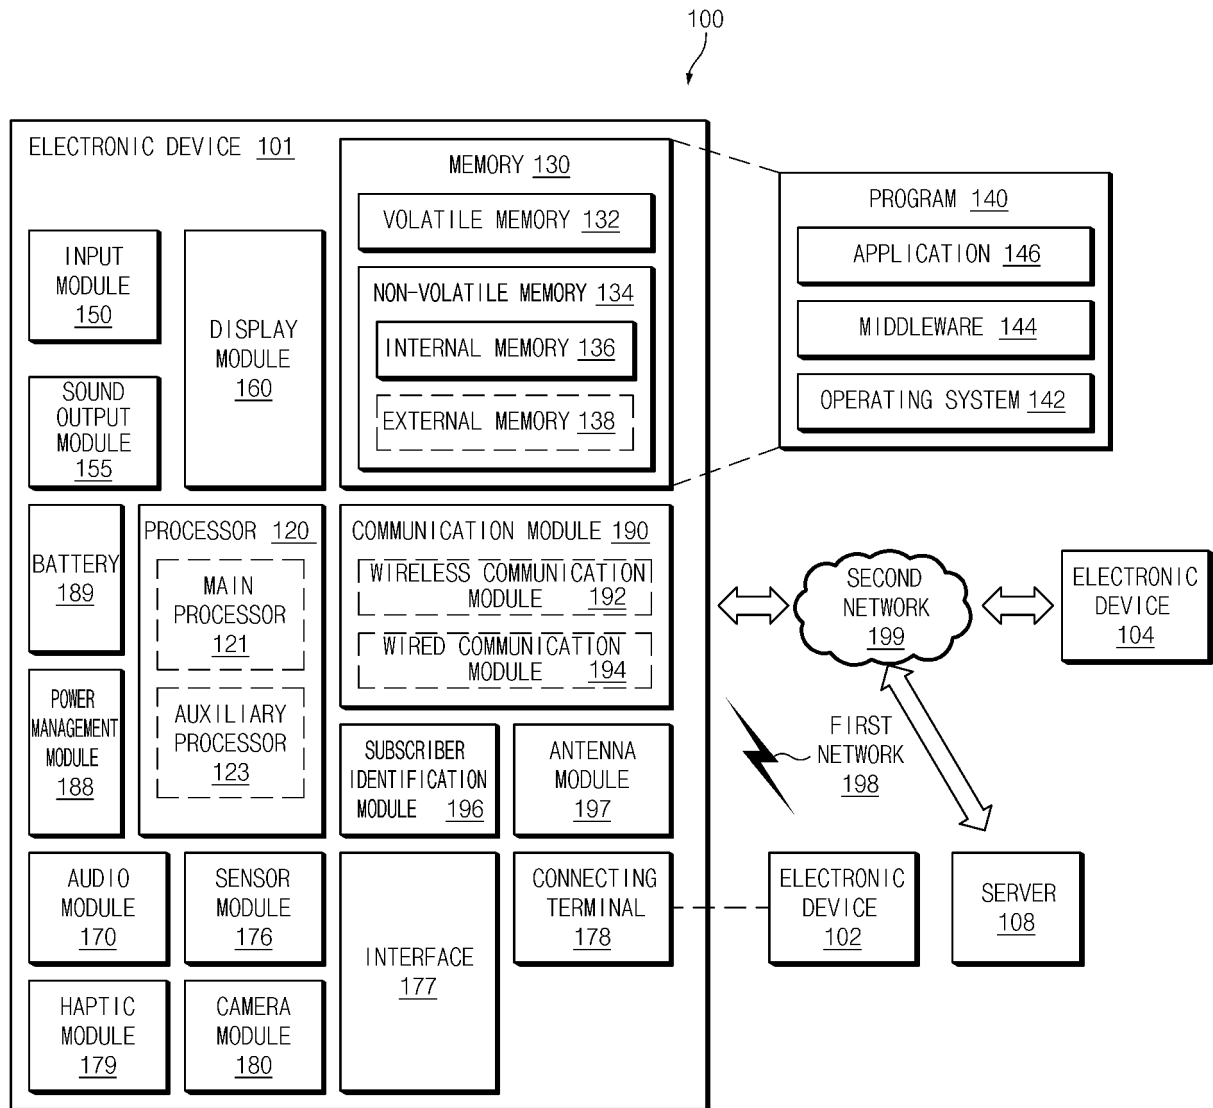 100
ELECTRONIC DEVICE 101
MEMORY 130
VOLATILE MEMORY 132
NON-VOLATILE MEMORY 134
INTERNAL MEMORY 136
EXTERNAL MEMORY 138
PROGRAM 140
APPLICATION 146
MIDDLEWARE 144
OPERATING SYSTEM 142
INPUT
MODULE
150
DISPLAY
MODULE
160
SOUND
OUTPUT
MODULE
155
BATTERY
189
PROCESSOR 120
MAIN
PROCESSOR
121
AUXILIARY
PROCESSOR
123
COMMUNICATION MODULE 190
WIRELESS COMMUNICATION
MODULE 192
WIRED COMMUNICATION
MODULE 194
SECOND
NETWORK
199
ELECTRONIC
DEVICE
104
POWER
MANAGEMENT
MODULE
188
SUBSCRIBER
IDENTIFICATION
MODULE 196
ANTENNA
MODULE
197
FIRST
NETWORK
198
AUDIO
MODULE
170
SENSOR
MODULE
176
INTERFACE
177
CONNECTING
TERMINAL
178
ELECTRONIC
DEVICE
102
SERVER
108
HAPTIC
MODULE
179
CAMERA
MODULE
180